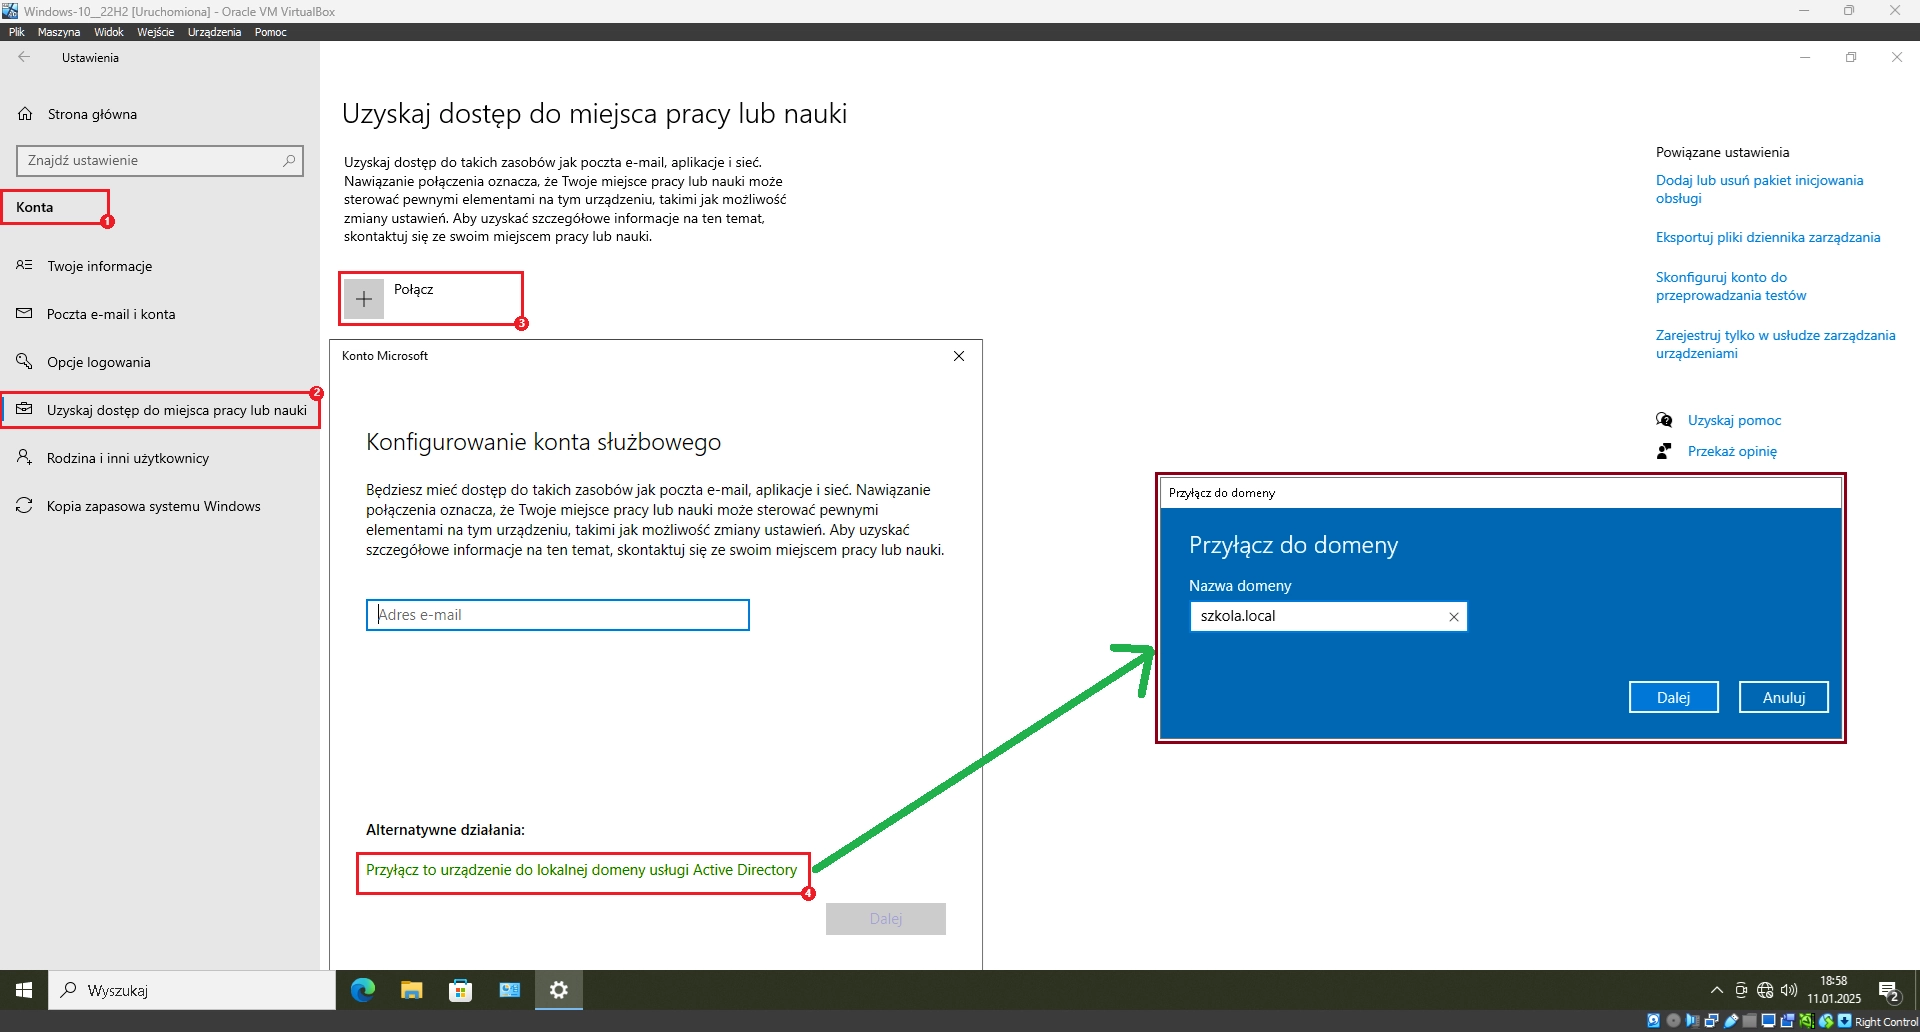 Windows-10__22H2 [Uruchomiona] - Oracle VM VirtualBox
Plik Maszyna Widok Wejście Urządzenia Pomoc
Ustawienia
Strona główna
Znajdź ustawienie
Konta
1
Twoje informacje
Poczta e-mail i konta
Opcje logowania
2
Uzyskaj dostęp do miejsca pracy lub nauki
Rodzina i inni użytkownicy
Kopia zapasowa systemu Windows
Uzyskaj dostęp do miejsca pracy lub nauki
Uzyskaj dostęp do takich zasobów jak poczta e-mail, aplikacje i sieć.
Nawiązanie połączenia oznacza, że Twoje miejsce pracy lub nauki może
sterować pewnymi elementami na tym urządzeniu, takimi jak możliwość
zmiany ustawień. Aby uzyskać szczegółowe informacje na ten temat,
skontaktuj się ze swoim miejscem pracy lub nauki.
Połącz
3
Konto Microsoft
Konfigurowanie konta służbowego
Będziesz mieć dostęp do takich zasobów jak poczta e-mail, aplikacje i sieć. Nawiązanie
połączenia oznacza, że Twoje miejsce pracy lub nauki może sterować pewnymi
elementami na tym urządzeniu, takimi jak możliwość zmiany ustawień. Aby uzyskać
szczegółowe informacje na ten temat, skontaktuj się ze swoim miejscem pracy lub nauki.
Adres e-mail
Alternatywne działania:
Przyłącz to urządzenie do lokalnej domeny usługi Active Directory
4
Dalej
Powiązane ustawienia
Dodaj lub usuń pakiet inicjowania
obsługi
Eksportuj pliki dziennika zarządzania
Skonfiguruj konto do
przeprowadzania testów
Zarejestruj tylko w usłudze zarządzania
urządzeniami
Uzyskaj pomoc
Przekaż opinię
Przyłącz do domeny
Przyłącz do domeny
Nazwa domeny
szkola.local
Dalej Anuluj
Wyszukaj
18:58
11.01.2025
2
Right Control